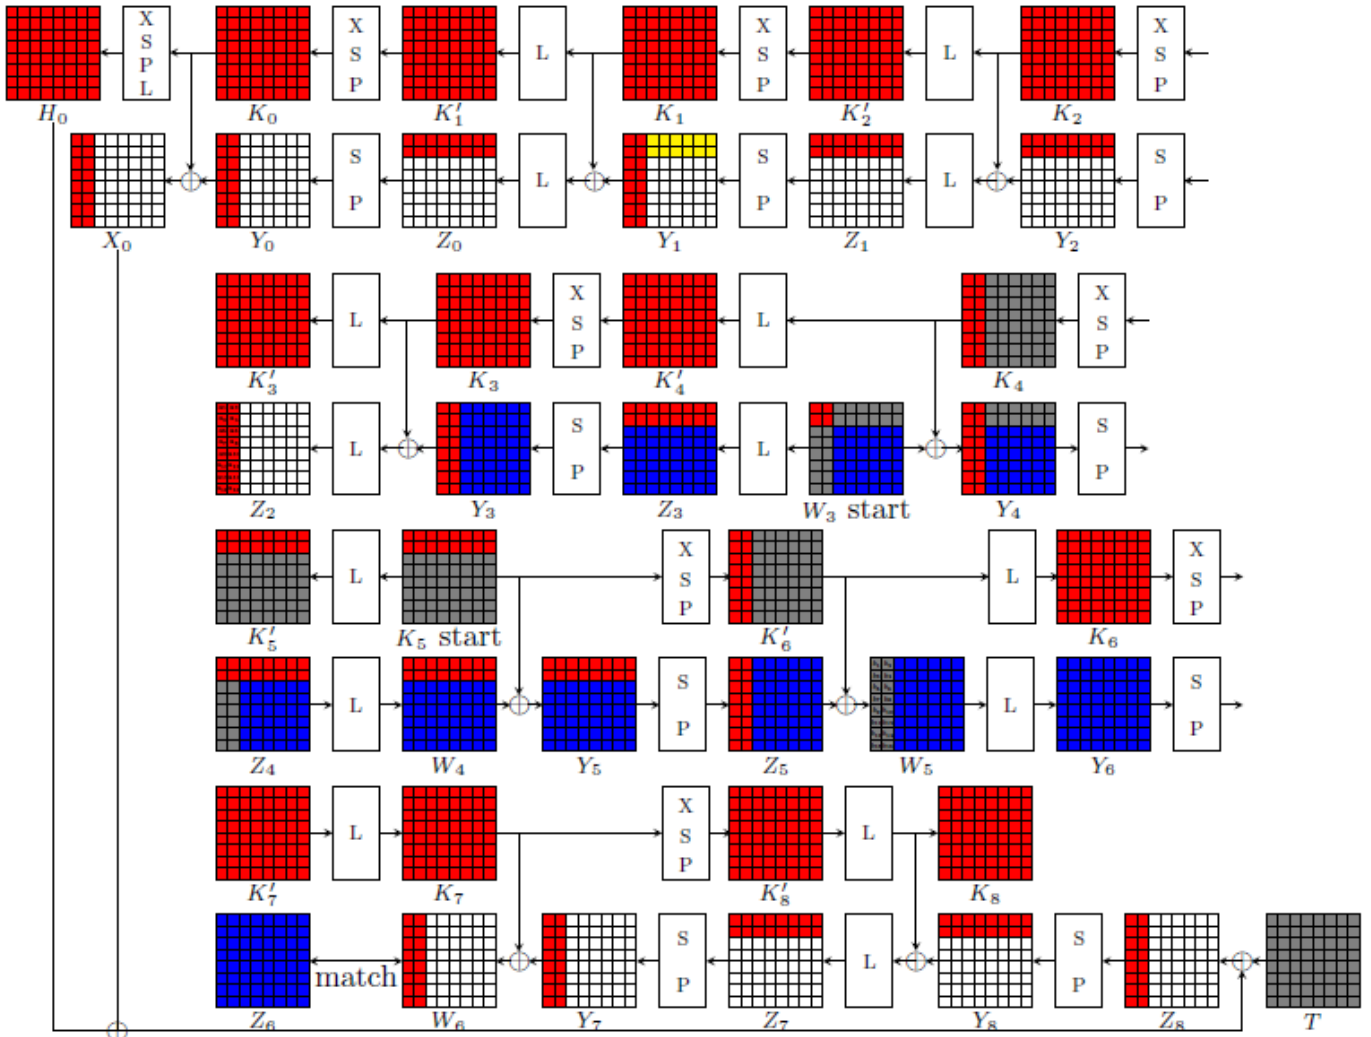 X X L X L X
S S S S
P P P P
L
H₀ K₀ K′₁ K₁ K′₂ K₂
S L S L S
P P P
X₀ Y₀ Z₀ Y₁ Z₁ Y₂
L X L X
S S
P P
K′₃ K₃ K′₄ K₄
L S L S
P P
Z₂ Y₃ Z₃ W₃ start Y₄
L X L X
S S
P P
K′₅ K₅ start K′₆ K₆
L S L S
P P
Z₄ W₄ Y₅ Z₅ W₅ Y₆
L X L
S
P
K′₇ K₇ K′₈ K₈
S L S
match P P
Z₆ W₆ Y₇ Z₇ Y₈ Z₈ T